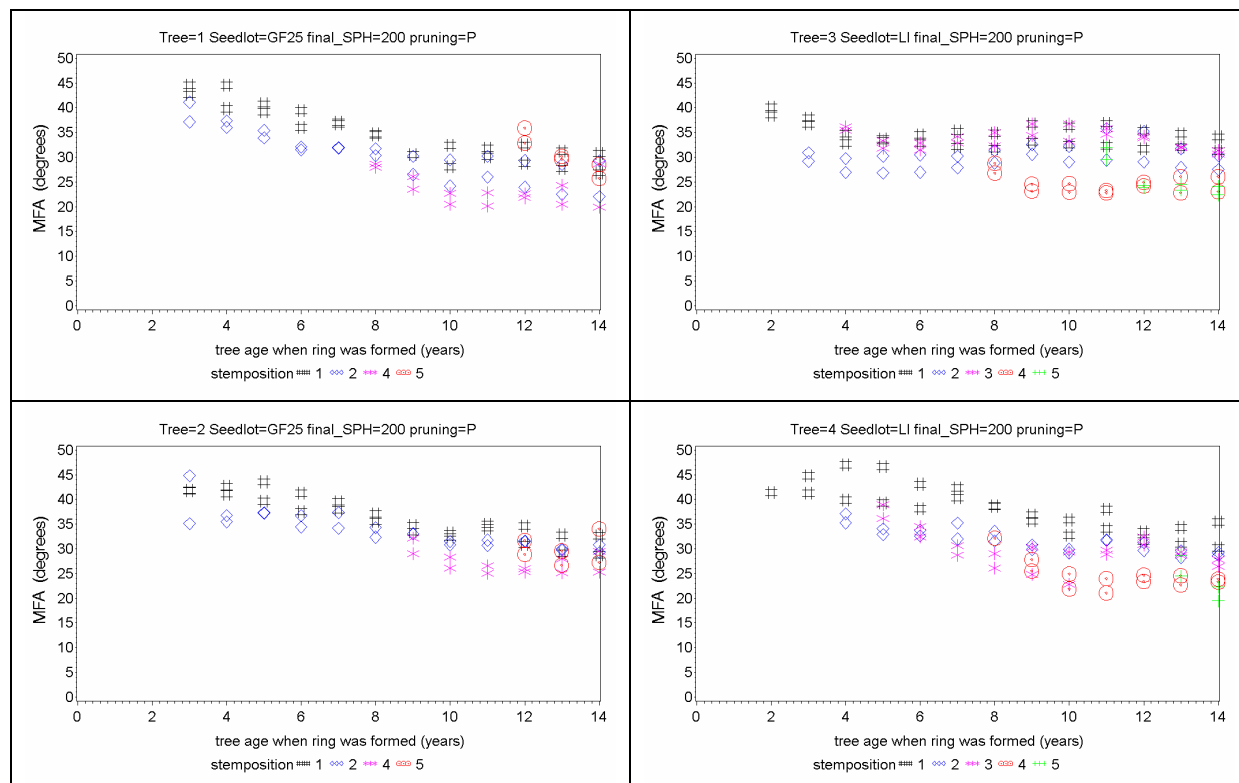 Tree=1 Seedlot=GF25 final_SPH=200 pruning=P
MFA (degrees)
50
45
40
35
30
25
20
15
10
5
0
0 2 4 6 8 10 12 14
tree age when ring was formed (years)
stemposition 1 2 4 5
Tree=3 Seedlot=LI final_SPH=200 pruning=P
MFA (degrees)
50
45
40
35
30
25
20
15
10
5
0
0 2 4 6 8 10 12 14
tree age when ring was formed (years)
stemposition 1 2 3 4 5
Tree=2 Seedlot=GF25 final_SPH=200 pruning=P
MFA (degrees)
50
45
40
35
30
25
20
15
10
5
0
0 2 4 6 8 10 12 14
tree age when ring was formed (years)
stemposition 1 2 4 5
Tree=4 Seedlot=LI final_SPH=200 pruning=P
MFA (degrees)
50
45
40
35
30
25
20
15
10
5
0
0 2 4 6 8 10 12 14
tree age when ring was formed (years)
stemposition 1 2 3 4 5